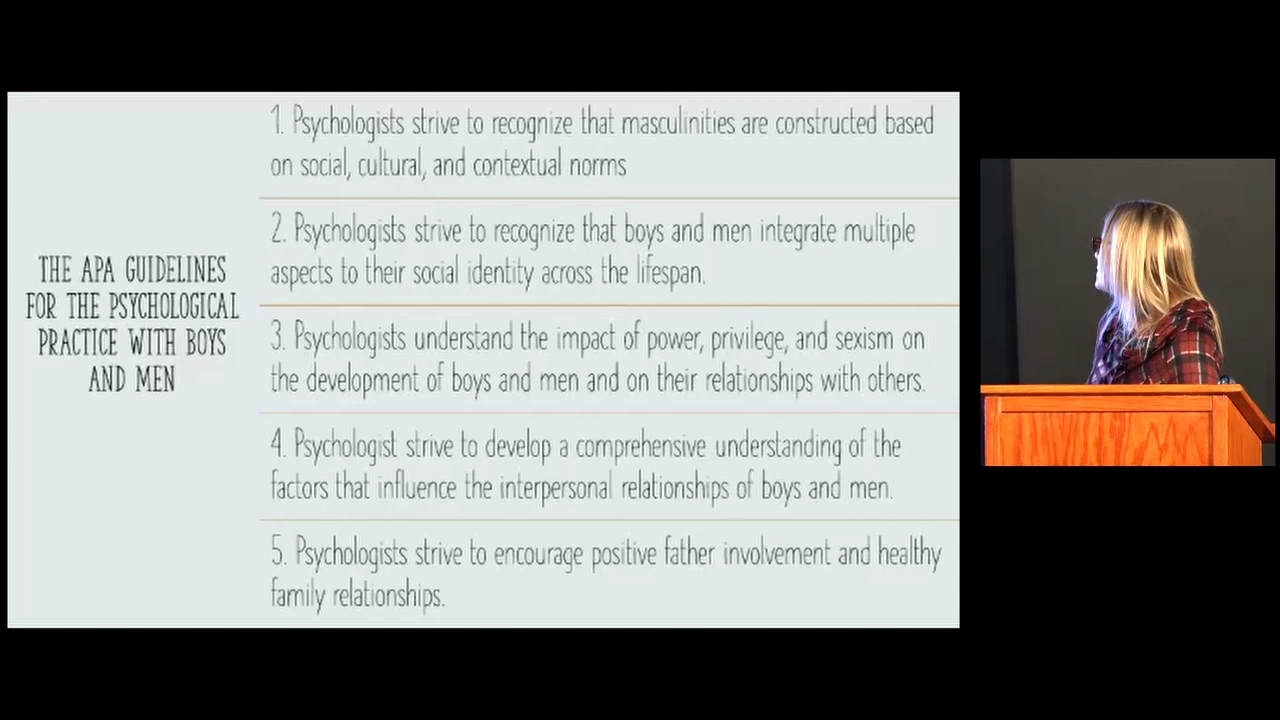 THE APA GUIDELINES
FOR THE PSYCHOLOGICAL
PRACTICE WITH BOYS
AND MEN
1. Psychologists strive to recognize that masculinities are constructed based
on social, cultural, and contextual norms
2. Psychologists strive to recognize that boys and men integrate multiple
aspects to their social identity across the lifespan.
3. Psychologists understand the impact of power, privilege, and sexism on
the development of boys and men and on their relationships with others.
4. Psychologist strive to develop a comprehensive understanding of the
factors that influence the interpersonal relationships of boys and men.
5. Psychologists strive to encourage positive father involvement and healthy
family relationships.